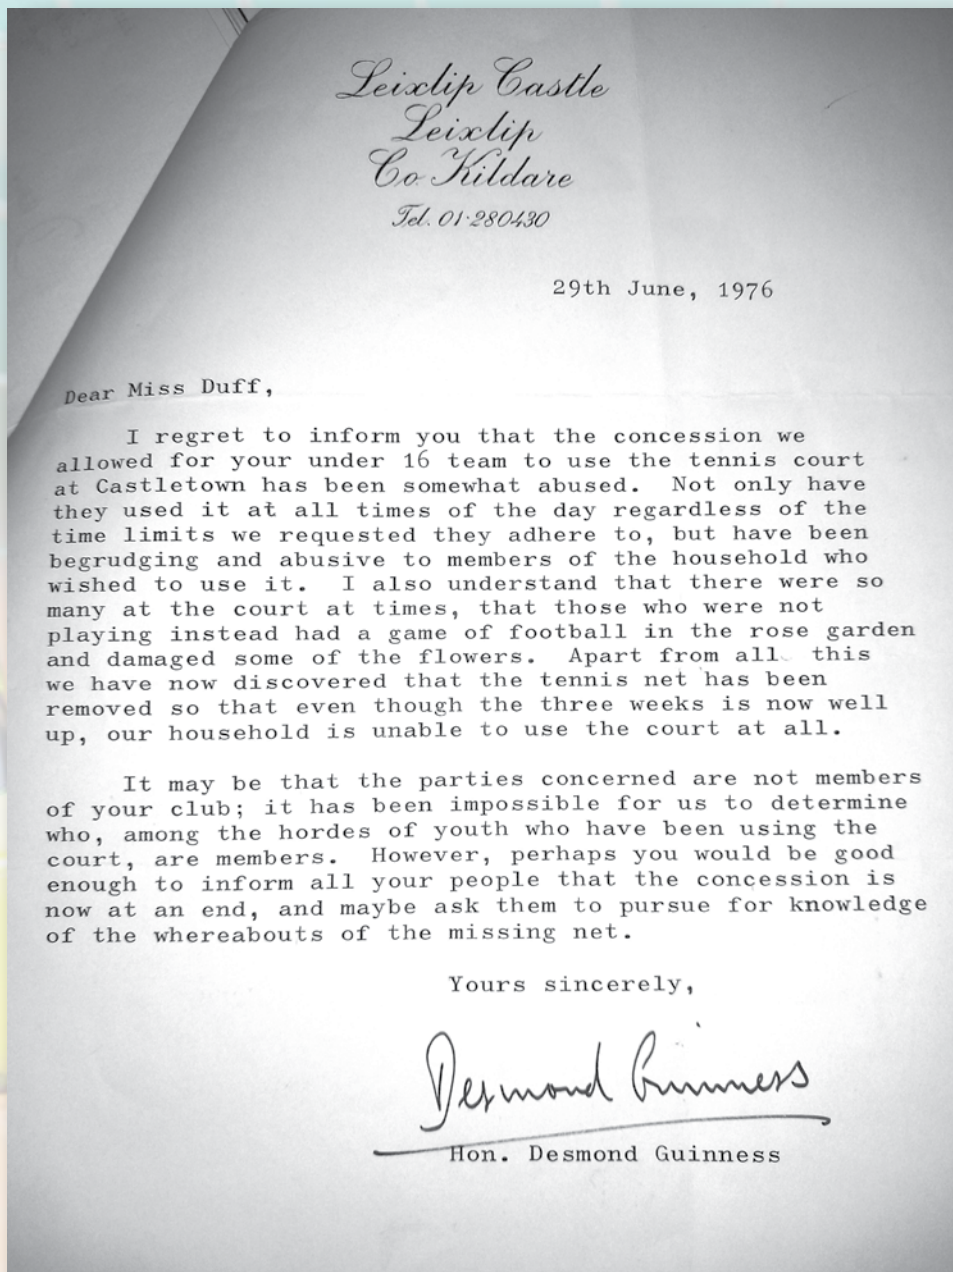 Leixlip Castle
Leixlip
Co Kildare
Tel. 01·280430
29th June, 1976
Dear Miss Duff,
I regret to inform you that the concession we
allowed for your under 16 team to use the tennis court
at Castletown has been somewhat abused. Not only have
they used it at all times of the day regardless of the
time limits we requested they adhere to, but have been
begrudging and abusive to members of the household who
wished to use it. I also understand that there were so
many at the court at times, that those who were not
playing instead had a game of football in the rose garden
and damaged some of the flowers. Apart from all this
we have now discovered that the tennis net has been
removed so that even though the three weeks is now well
up, our household is unable to use the court at all.
It may be that the parties concerned are not members
of your club; it has been impossible for us to determine
who, among the hordes of youth who have been using the
court, are members. However, perhaps you would be good
enough to inform all your people that the concession is
now at an end, and maybe ask them to pursue for knowledge
of the whereabouts of the missing net.
Yours sincerely,
Desmond Guinness
Hon. Desmond Guinness